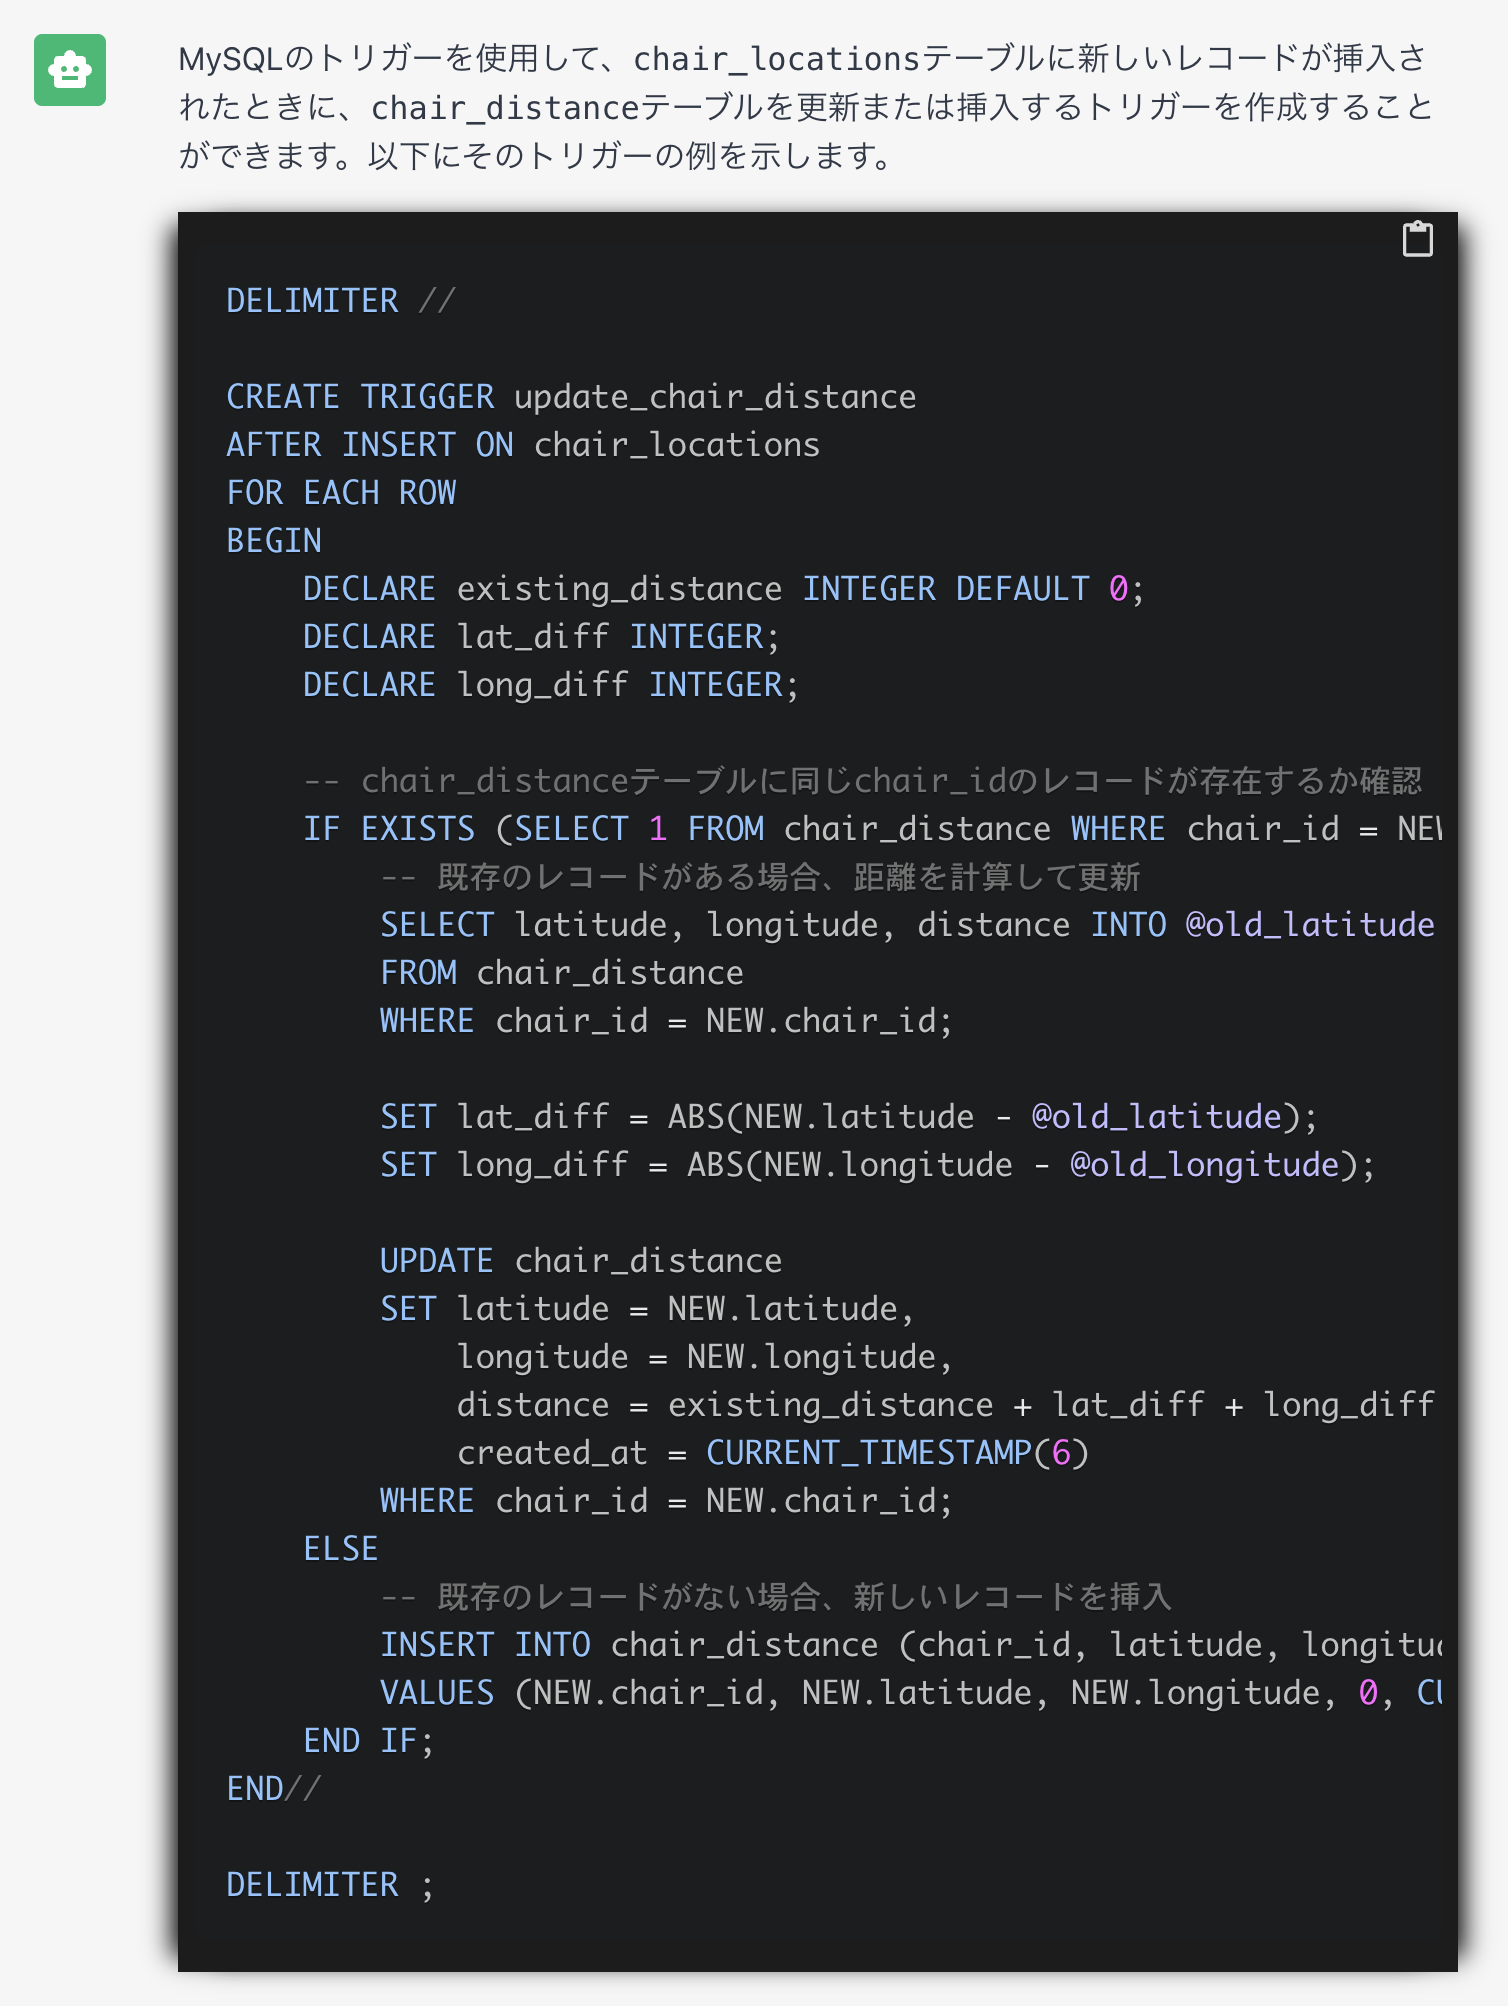 MySQLのトリガーを使用して、chair_locationsテーブルに新しいレコードが挿入さ
れたときに、chair_distanceテーブルを更新または挿入するトリガーを作成すること
ができます。以下にそのトリガーの例を示します。
DELIMITER //
CREATE TRIGGER update_chair_distance
AFTER INSERT ON chair_locations
FOR EACH ROW
BEGIN
    DECLARE existing_distance INTEGER DEFAULT 0;
    DECLARE lat_diff INTEGER;
    DECLARE long_diff INTEGER;
    -- chair_distanceテーブルに同じchair_idのレコードが存在するか確認
    IF EXISTS (SELECT 1 FROM chair_distance WHERE chair_id = NEW
        -- 既存のレコードがある場合、距離を計算して更新
        SELECT latitude, longitude, distance INTO @old_latitude
        FROM chair_distance
        WHERE chair_id = NEW.chair_id;
        SET lat_diff = ABS(NEW.latitude - @old_latitude);
        SET long_diff = ABS(NEW.longitude - @old_longitude);
        UPDATE chair_distance
        SET latitude = NEW.latitude,
            longitude = NEW.longitude,
            distance = existing_distance + lat_diff + long_diff
            created_at = CURRENT_TIMESTAMP(6)
        WHERE chair_id = NEW.chair_id;
    ELSE
        -- 既存のレコードがない場合、新しいレコードを挿入
        INSERT INTO chair_distance (chair_id, latitude, longitud
        VALUES (NEW.chair_id, NEW.latitude, NEW.longitude, 0, CU
    END IF;
END//
DELIMITER ;